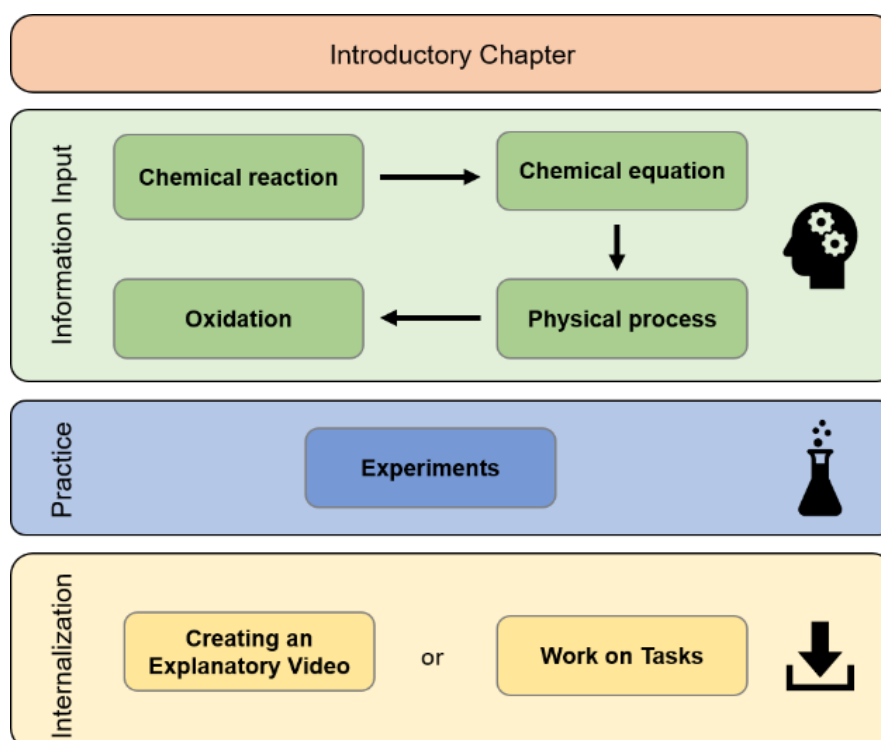 Introductory Chapter
Information Input
Chemical reaction
Chemical equation
Oxidation
Physical process
Practice
Experiments
Internalization
Creating an
Explanatory Video
or
Work on Tasks